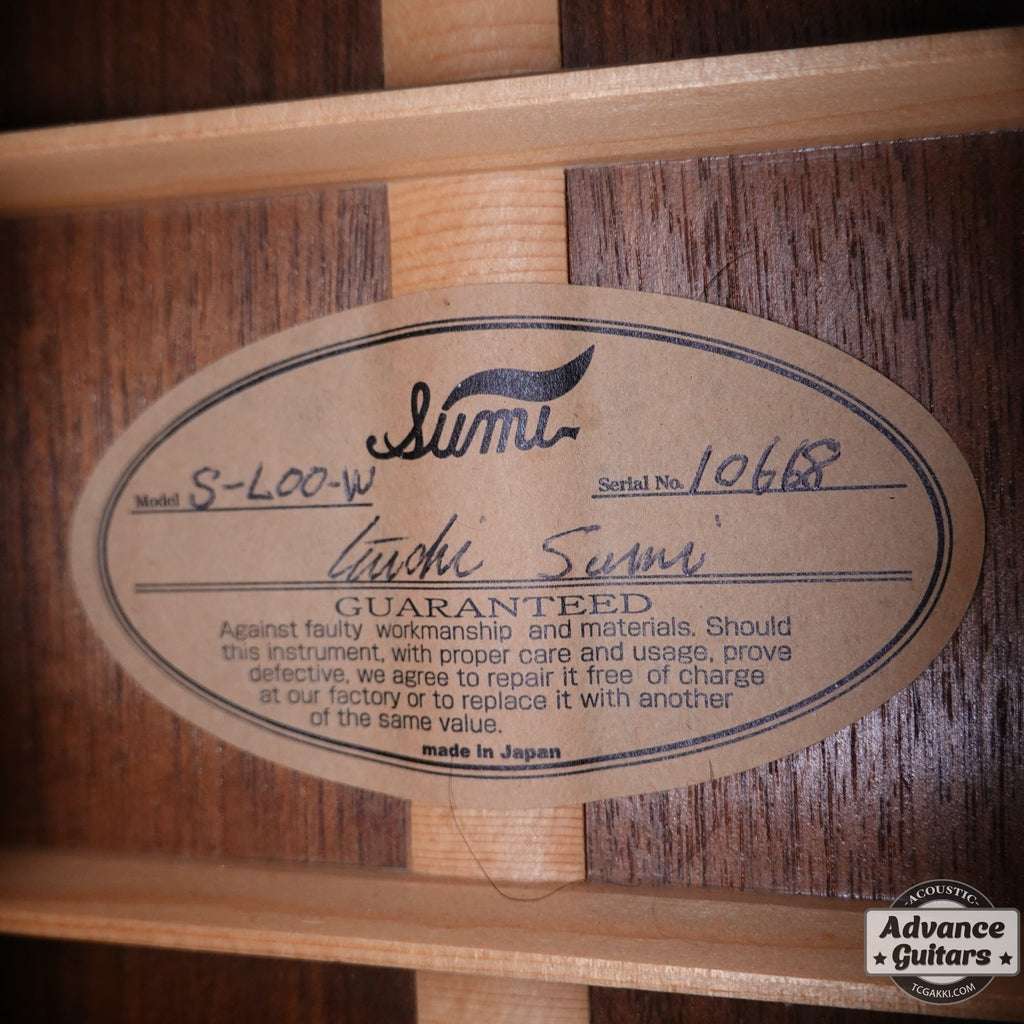 Sumi
Model S-L00-W
Serial No. 10668
Yuichi Sumi
GUARANTEED
Against faulty workmanship and materials. Should
this instrument, with proper care and usage, prove
defective, we agree to repair it free of charge
at our factory or to replace it with another
of the same value.
made in Japan
ACOUSTIC
Advance
Guitars
TCGAKKI.COM